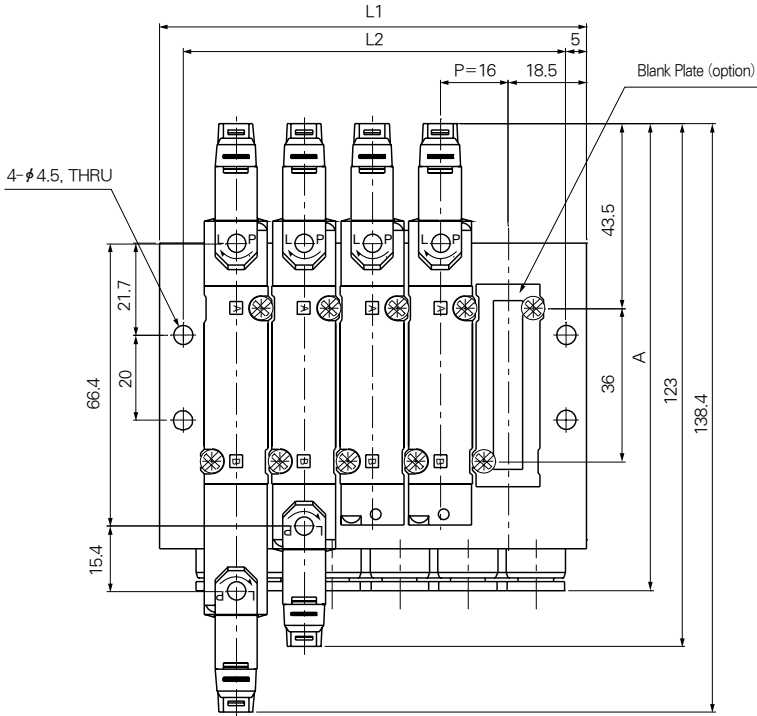 L1
L2
5
P=16
18.5
Blank Plate (option)
4-ϕ4.5, THRU
L P
L P
L P
L P
43.5
21.7
A
A
A
A
20
66.4
36
A
123
138.4
B
B
B
B
L P
15.4
L P